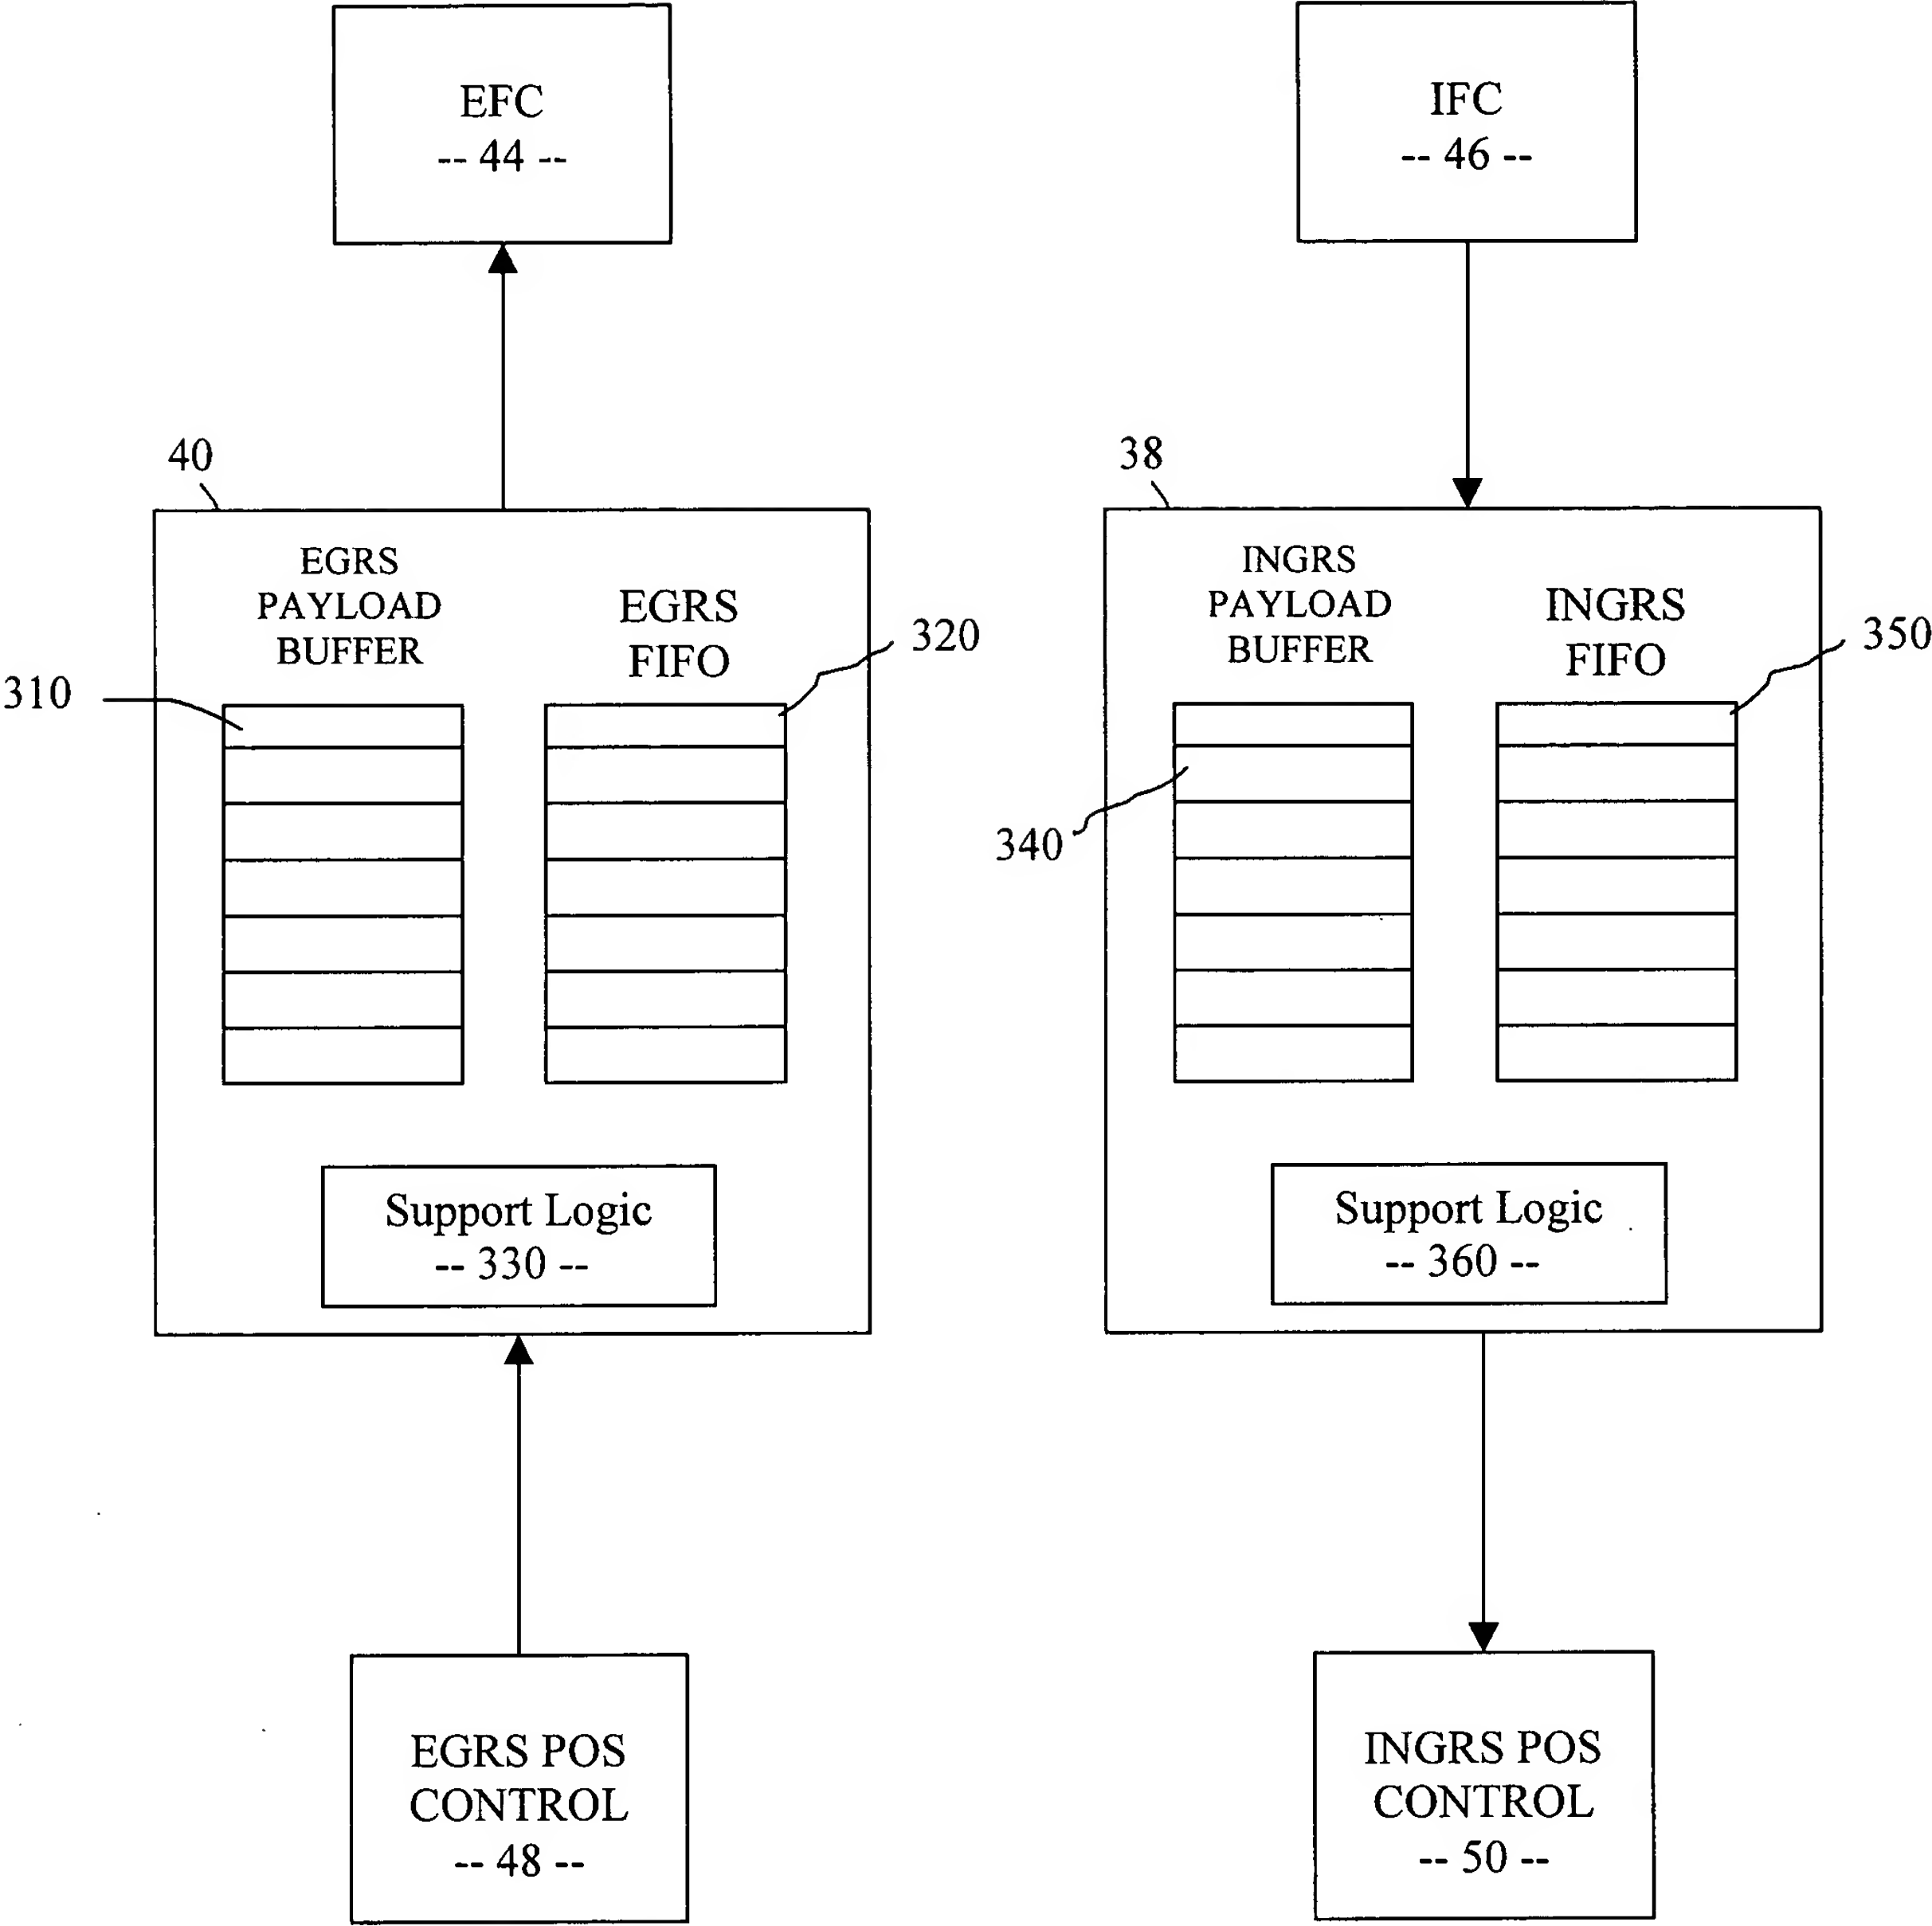 EFC
-- 44 --
IFC
-- 46 --
40
38
EGRS
PAYLOAD
BUFFER
EGRS
FIFO
320
310
INGRS
PAYLOAD
BUFFER
INGRS
FIFO
350
340
Support Logic
-- 330 --
Support Logic
-- 360 --
EGRS POS
CONTROL
-- 48 --
INGRS POS
CONTROL
-- 50 --